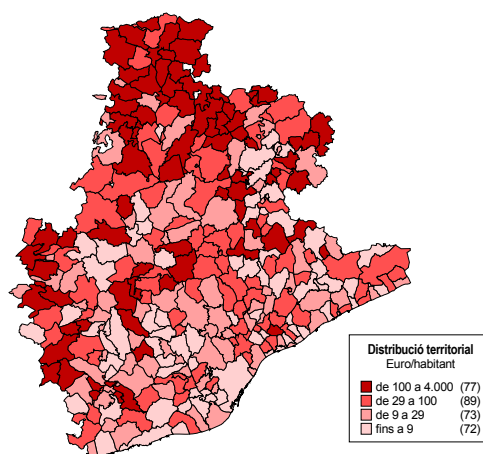 Distribució territorial
Euro/habitant
de 100 a 4.000 (77)
de 29 a 100 (89)
de 9 a 29 (73)
fins a 9 (72)